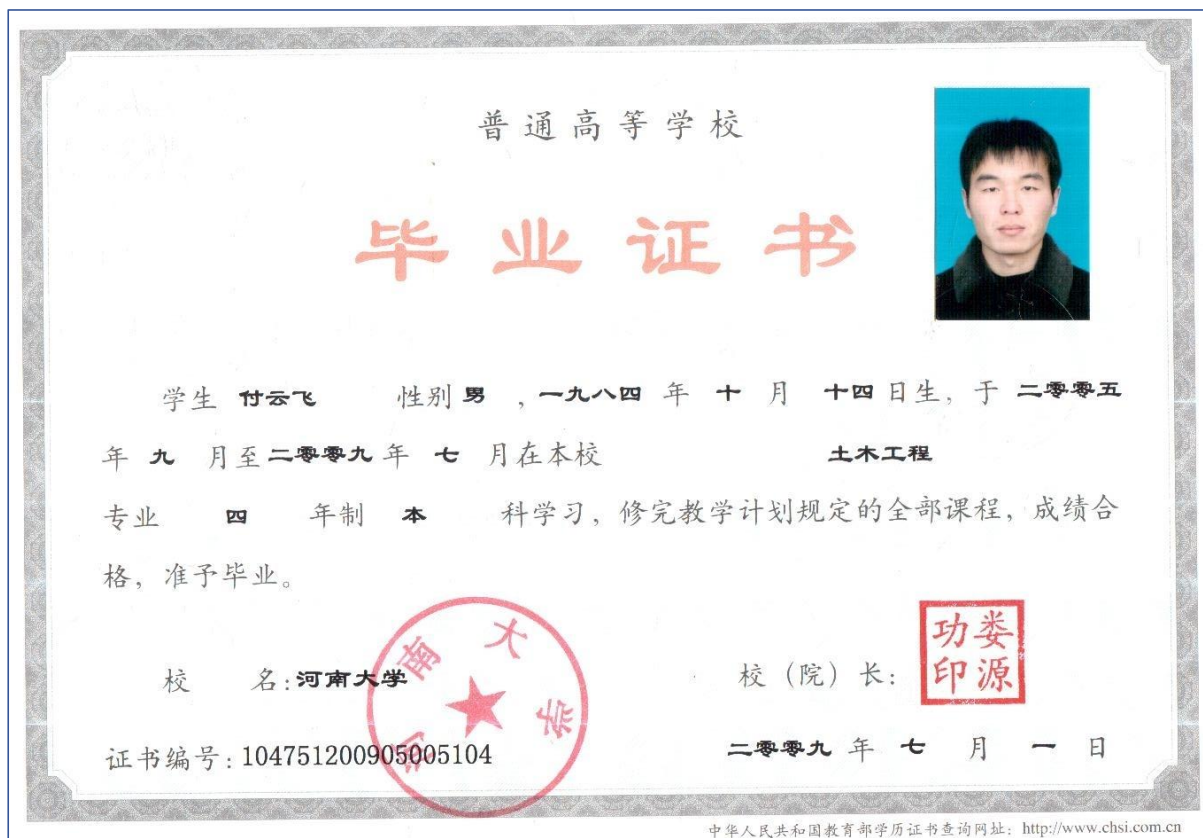 普通高等学校
毕业证书
学生 付云飞 性别 男 ,一九八四 年 十 月 十四 日生, 于 二零零五
年 九 月至 二零零九 年 七 月在本校 土木工程
专业 四 年制 本 科学习, 修完教学计划规定的全部课程, 成绩合
格, 准予毕业。
校 名: 河南大学
河南大学
校 (院) 长:
娄源功印
证书编号: 104751200905005104
二零零九 年 七 月 一 日
中华人民共和国教育部学历证书查询网址: http://www.chsi.com.cn